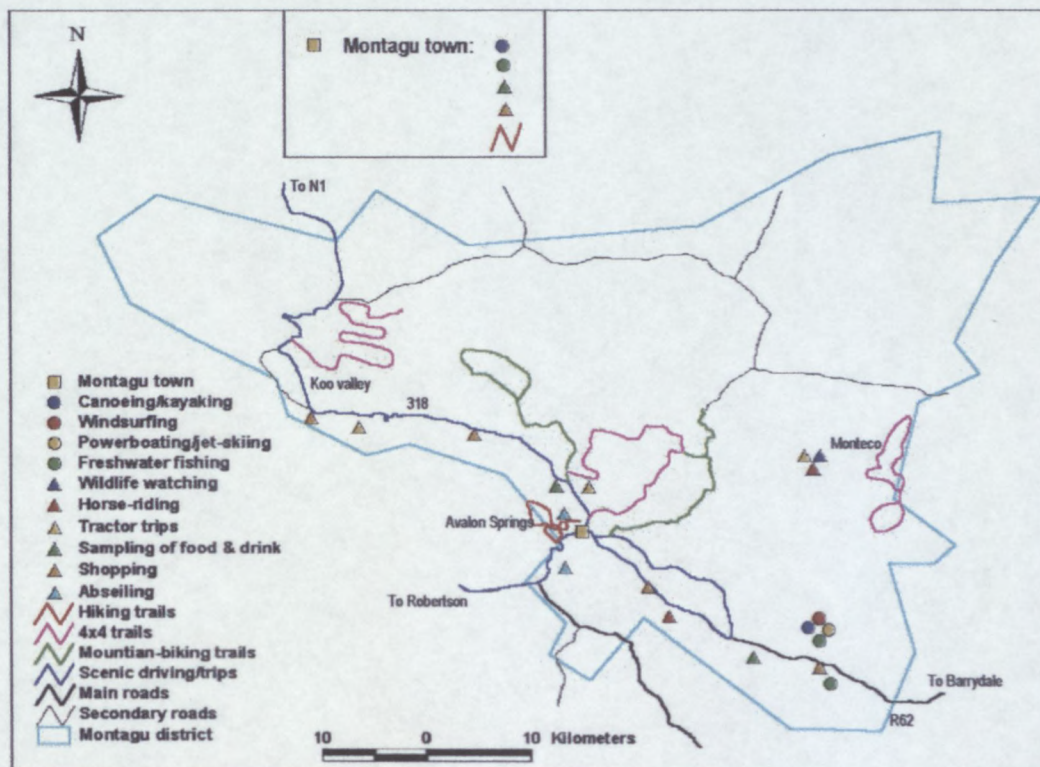 N
Montagu town:
To N1
Koo valley
318
Monteco
Avalon Springs
To Robertson
To Barrydale
R62
Montagu town
Canoeing/kayaking
Windsurfing
Powerboating/jet-skiing
Freshwater fishing
Wildlife watching
Horse-riding
Tractor trips
Sampling of food & drink
Shopping
Abseiling
Hiking trails
4x4 trails
Mountian-biking trails
Scenic driving/trips
Main roads
Secondary roads
Montagu district
10 0 10 Kilometers